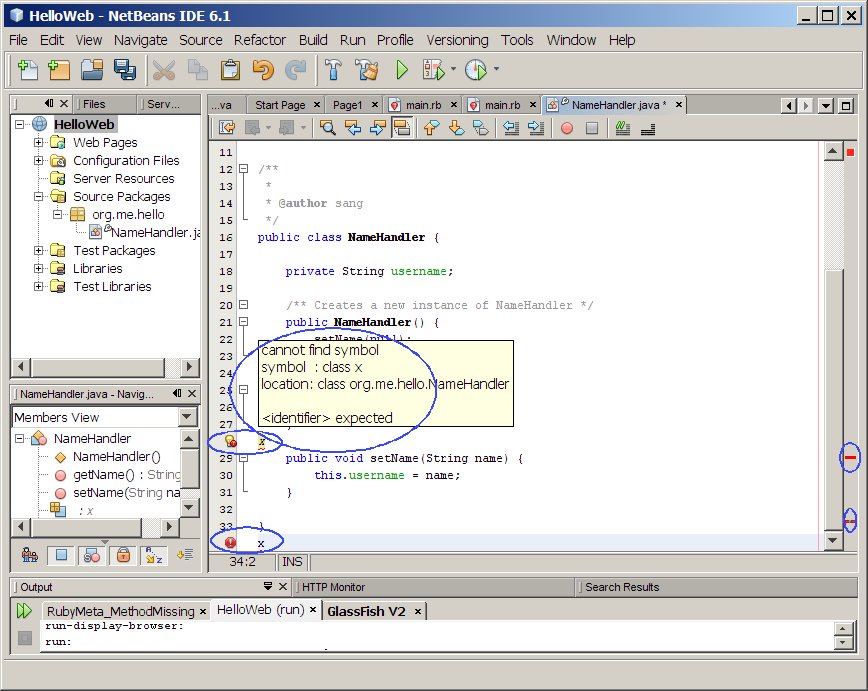 HelloWeb - NetBeans IDE 6.1
File Edit View Navigate Source Refactor Build Run Profile Versioning Tools Window Help
Files Serv...
HelloWeb
Web Pages
Configuration Files
Server Resources
Source Packages
org.me.hello
NameHandler.ja
Test Packages
Libraries
Test Libraries
NameHandler.java - Navig...
Members View
NameHandler
NameHandler()
getName() : String
setName(String na
: x
...va Start Page Page1 main.rb main.rb NameHandler.java *
11
12 /**
13 *
14 * @author sang
15 */
16 public class NameHandler {
17
18 private String username;
19
20 /** Creates a new instance of NameHandler */
21 public NameHandler() {
22 setName(null);
23
24
25
26
27
cannot find symbol
symbol : class x
location: class org.me.hello.NameHandler
<identifier> expected
x
29 public void setName(String name) {
30 this.username = name;
31 }
32
33 }
x
34:2 INS
Output HTTP Monitor Search Results
RubyMeta_MethodMissing HelloWeb (run) GlassFish V2
run-display-browser:
run: